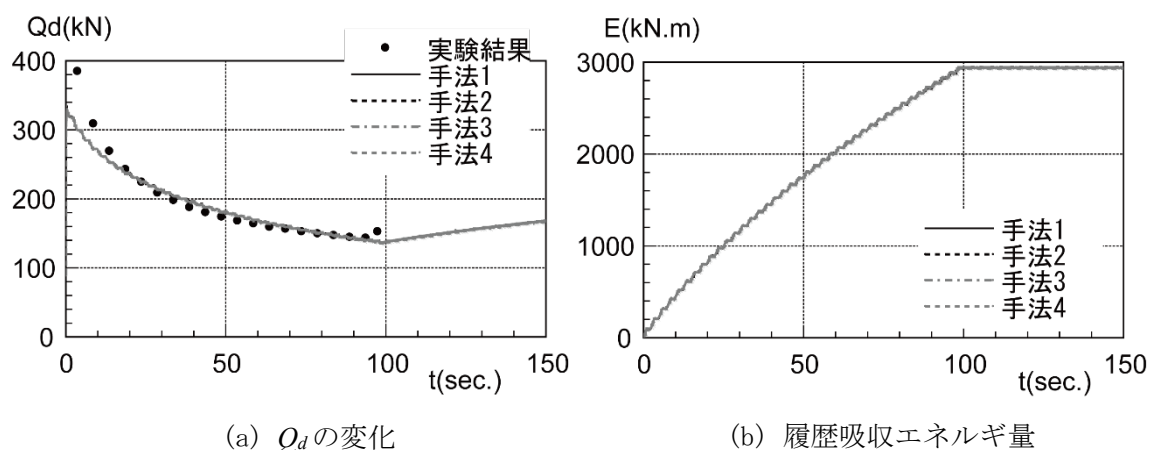 Qd(kN)
400
300
200
100
0
0
50
100
150
t(sec.)
実験結果
手法1
手法2
手法3
手法4
(a) Qdの変化
E(kN.m)
3000
2000
1000
0
0
50
100
150
t(sec.)
手法1
手法2
手法3
手法4
(b) 履歴吸収エネルギ量